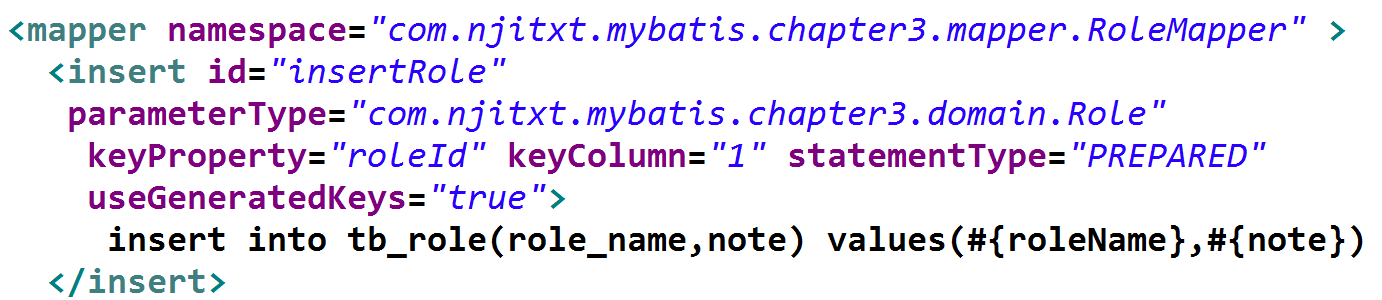 <mapper namespace="com.njitxt.mybatis.chapter3.mapper.RoleMapper" >
<insert id="insertRole"
parameterType="com.njitxt.mybatis.chapter3.domain.Role"
keyProperty="roleId" keyColumn="1" statementType="PREPARED"
useGeneratedKeys="true">
insert into tb_role(role_name,note) values(#{roleName},#{note})
</insert>